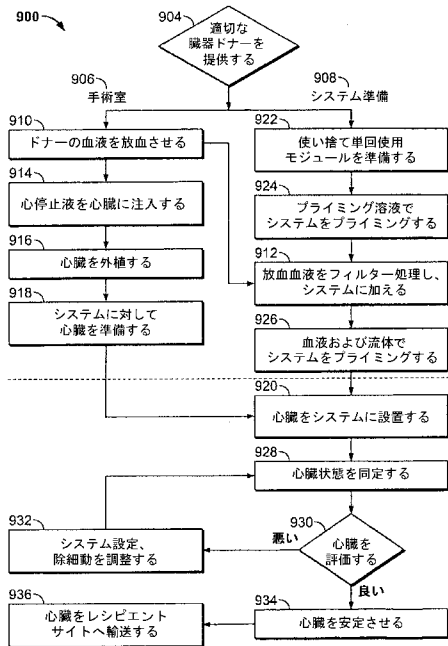 900
904
適切な
臓器ドナーを
提供する
906
手術室
908
システム準備
910
ドナーの血液を放血させる
914
心停止液を心臓に注入する
916
心臓を外植する
918
システムに対して
心臓を準備する
922
使い捨て単回使用
モジュールを準備する
924
プライミング溶液で
システムをプライミングする
912
放血血液をフィルター処理し、
システムに加える
926
血液および流体で
システムをプライミングする
920
心臓をシステムに設置する
928
心臓状態を同定する
930
心臓を
評価する
悪い
良い
932
システム設定、
除細動を調整する
934
心臓を安定させる
936
心臓をレシピエント
サイトへ輸送する